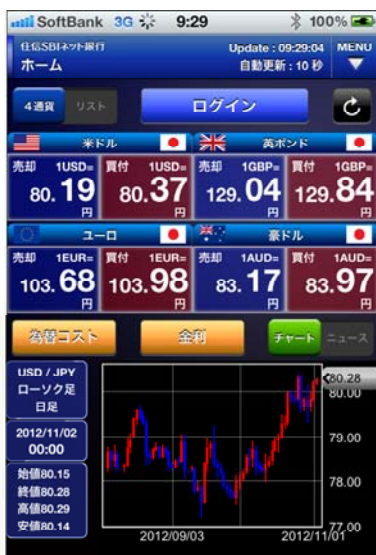 SoftBank 3G 9:29 100%
住信SBIネット銀行
Update : 09:29:04
MENU
ホーム
自動更新 : 10 秒
4通貨 リスト ログイン
米ドル 英ポンド
売却 1USD= 買付 1USD= 売却 1GBP= 買付 1GBP=
80.19 80.37 129.04 129.84
円 円 円 円
ユーロ 豪ドル
売却 1EUR= 買付 1EUR= 売却 1AUD= 買付 1AUD=
103.68 103.98 83.17 83.97
円 円 円 円
為替コスト 金利 チャート ニュース
USD / JPY
ローソク足
日足
2012/11/02
00:00
始値80.15
終値80.28
高値80.29
安値80.14
80.28
80.00
79.00
78.00
77.00
2012/09/03 2012/11/01